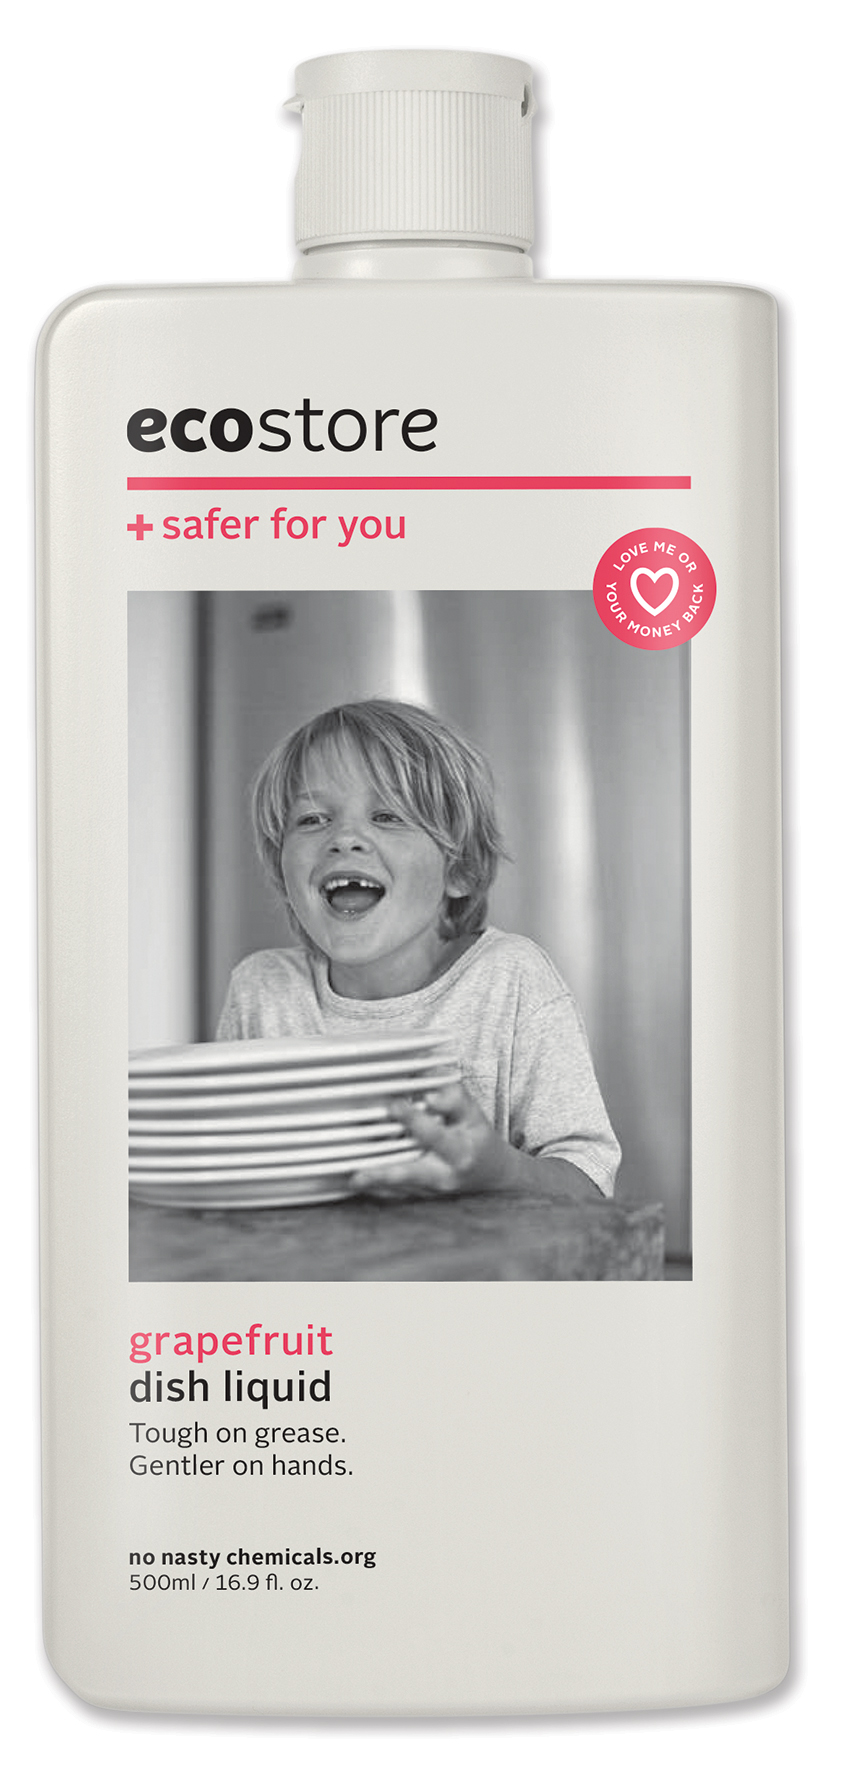 ecostore
+ safer for you
LOVE ME OR
YOUR MONEY BACK
grapefruit
dish liquid
Tough on grease.
Gentler on hands.
no nasty chemicals.org
500ml / 16.9 fl. oz.